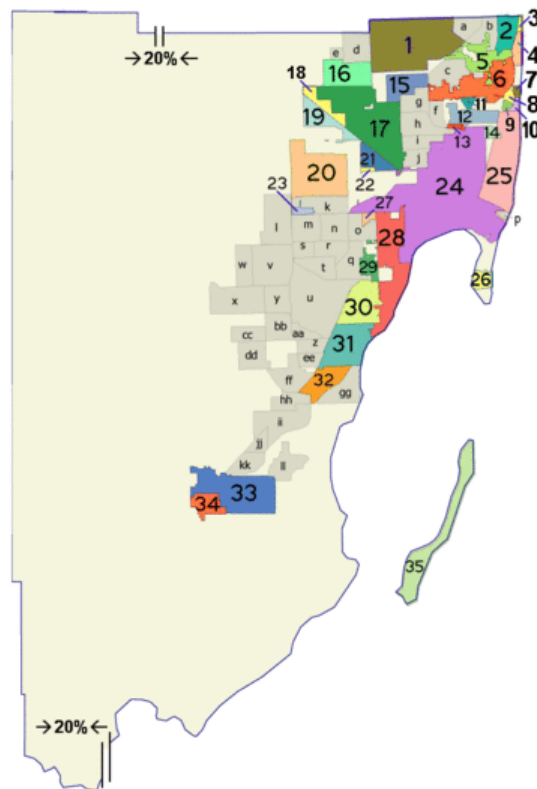 3
a b 2
1
4
→20%←
e d
5
18 16
c
6
7
15
11
8
g
19
f 12
17
h
9 10
13 14
i
21
j
20
22
25
24
23
i k
27
p
l m n o 28
s r
w v
t q 29
26
x y u
30
bb
cc aa
31
z
dd
ee
ff 32
gg
hh
ii
jj
kk ll
33
34
35
→20%←